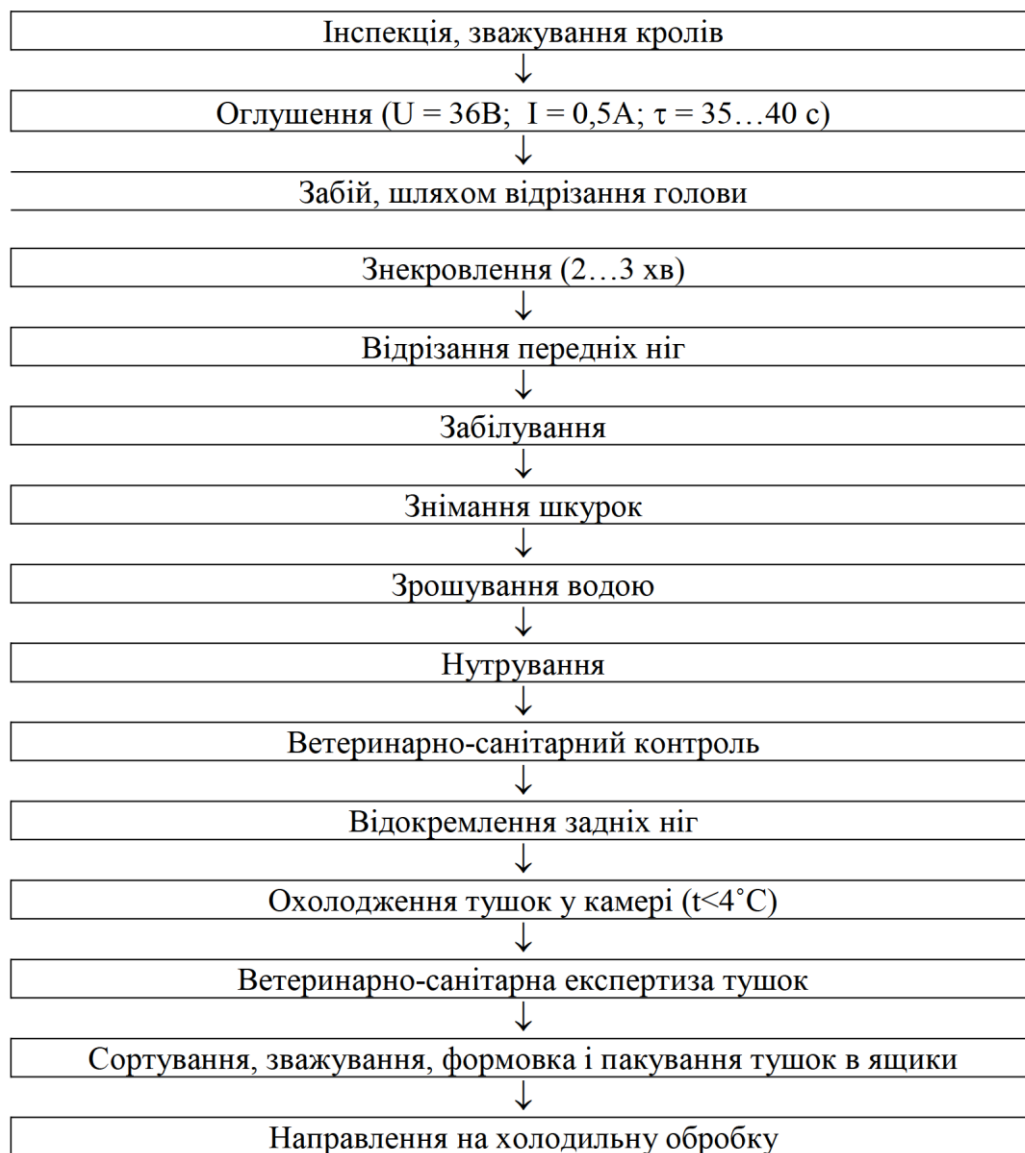 Інспекція, зважування кролів
Оглушення (U = 36В; I = 0,5А; τ = 35…40 с)
Забій, шляхом відрізання голови
Знекровлення (2…3 хв)
Відрізання передніх ніг
Забілування
Знімання шкурок
Зрошування водою
Нутрування
Ветеринарно-санітарний контроль
Відокремлення задніх ніг
Охолодження тушок у камері (t<4˚С)
Ветеринарно-санітарна експертиза тушок
Сортування, зважування, формовка і пакування тушок в ящики
Направлення на холодильну обробку